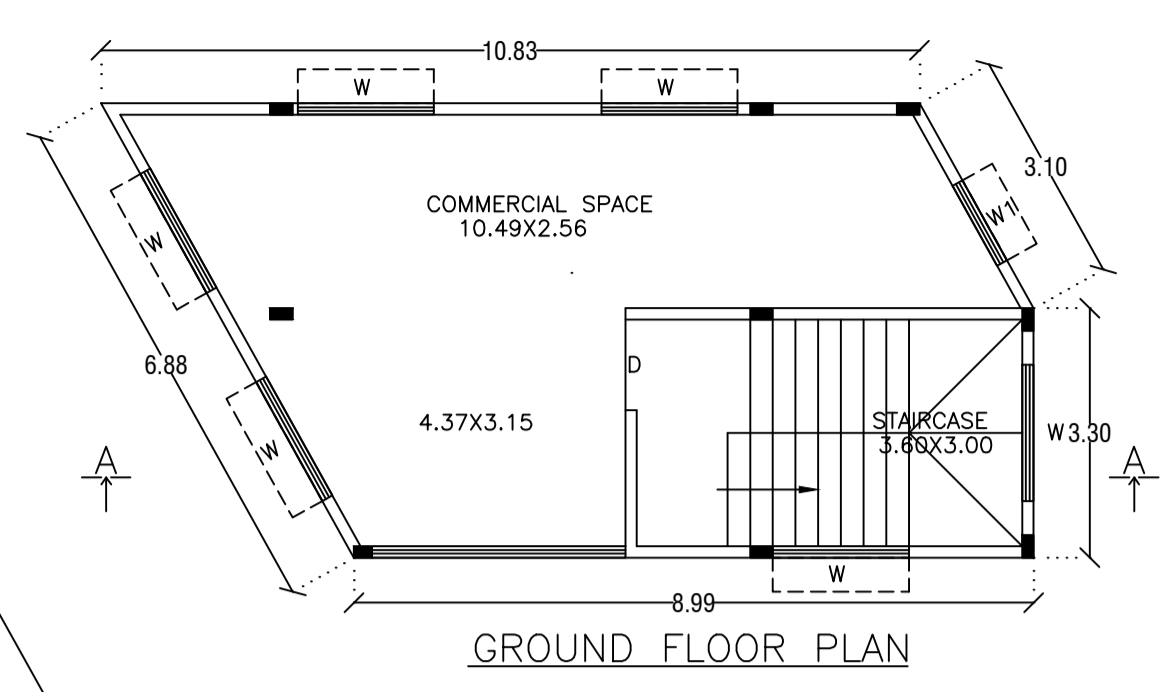 10.83
W
W
3.10
W1
COMMERCIAL SPACE
10.49X2.56
W
6.88
D
4.37X3.15
STAIRCASE
3.60X3.00
W
3.30
W
A
A
W
8.99
GROUND FLOOR PLAN